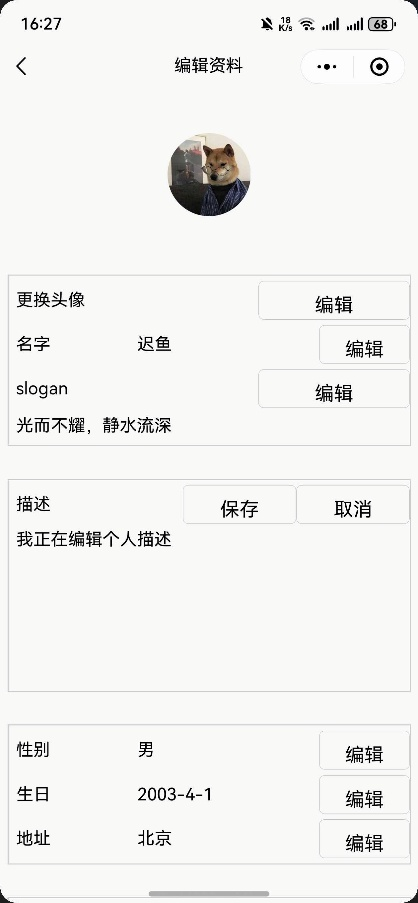 16:27 18 K/s 68
编辑资料
更换头像 编辑
名字 迟鱼 编辑
slogan 编辑
光而不耀，静水流深
描述 保存 取消
我正在编辑个人描述
性别 男 编辑
生日 2003-4-1 编辑
地址 北京 编辑